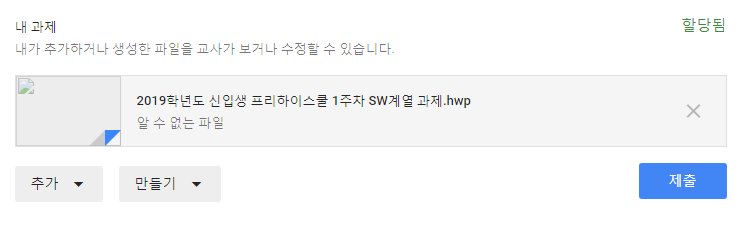 내 과제
할당됨
내가 추가하거나 생성한 파일을 교사가 보거나 수정할 수 있습니다.
2019학년도 신입생 프리하이스쿨 1주차 SW계열 과제.hwp
알 수 없는 파일
추가
만들기
제출